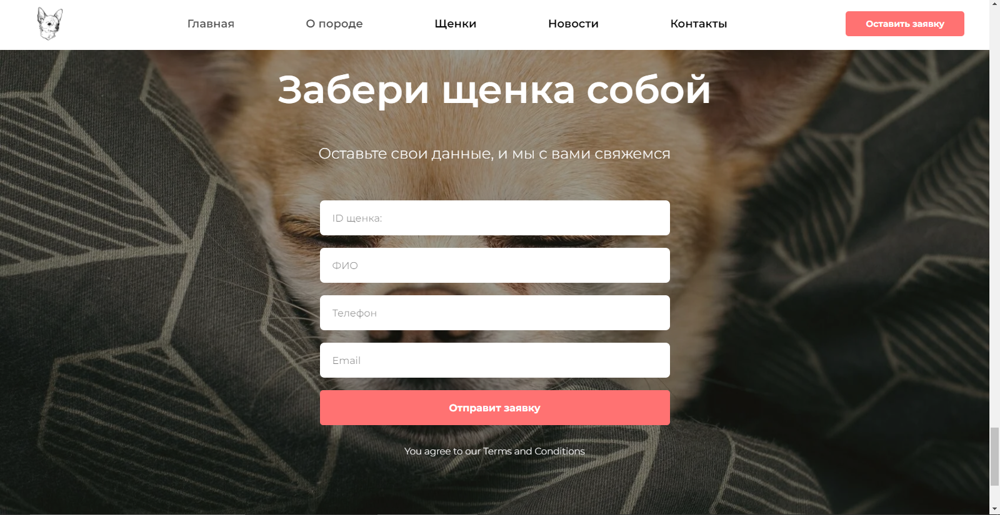 Главная О породе Щенки Новости Контакты Оставить заявку
Забери щенка собой
Оставьте свои данные, и мы с вами свяжемся
ID щенка:
ФИО
Телефон
Email
Отправит заявку
You agree to our Terms and Conditions